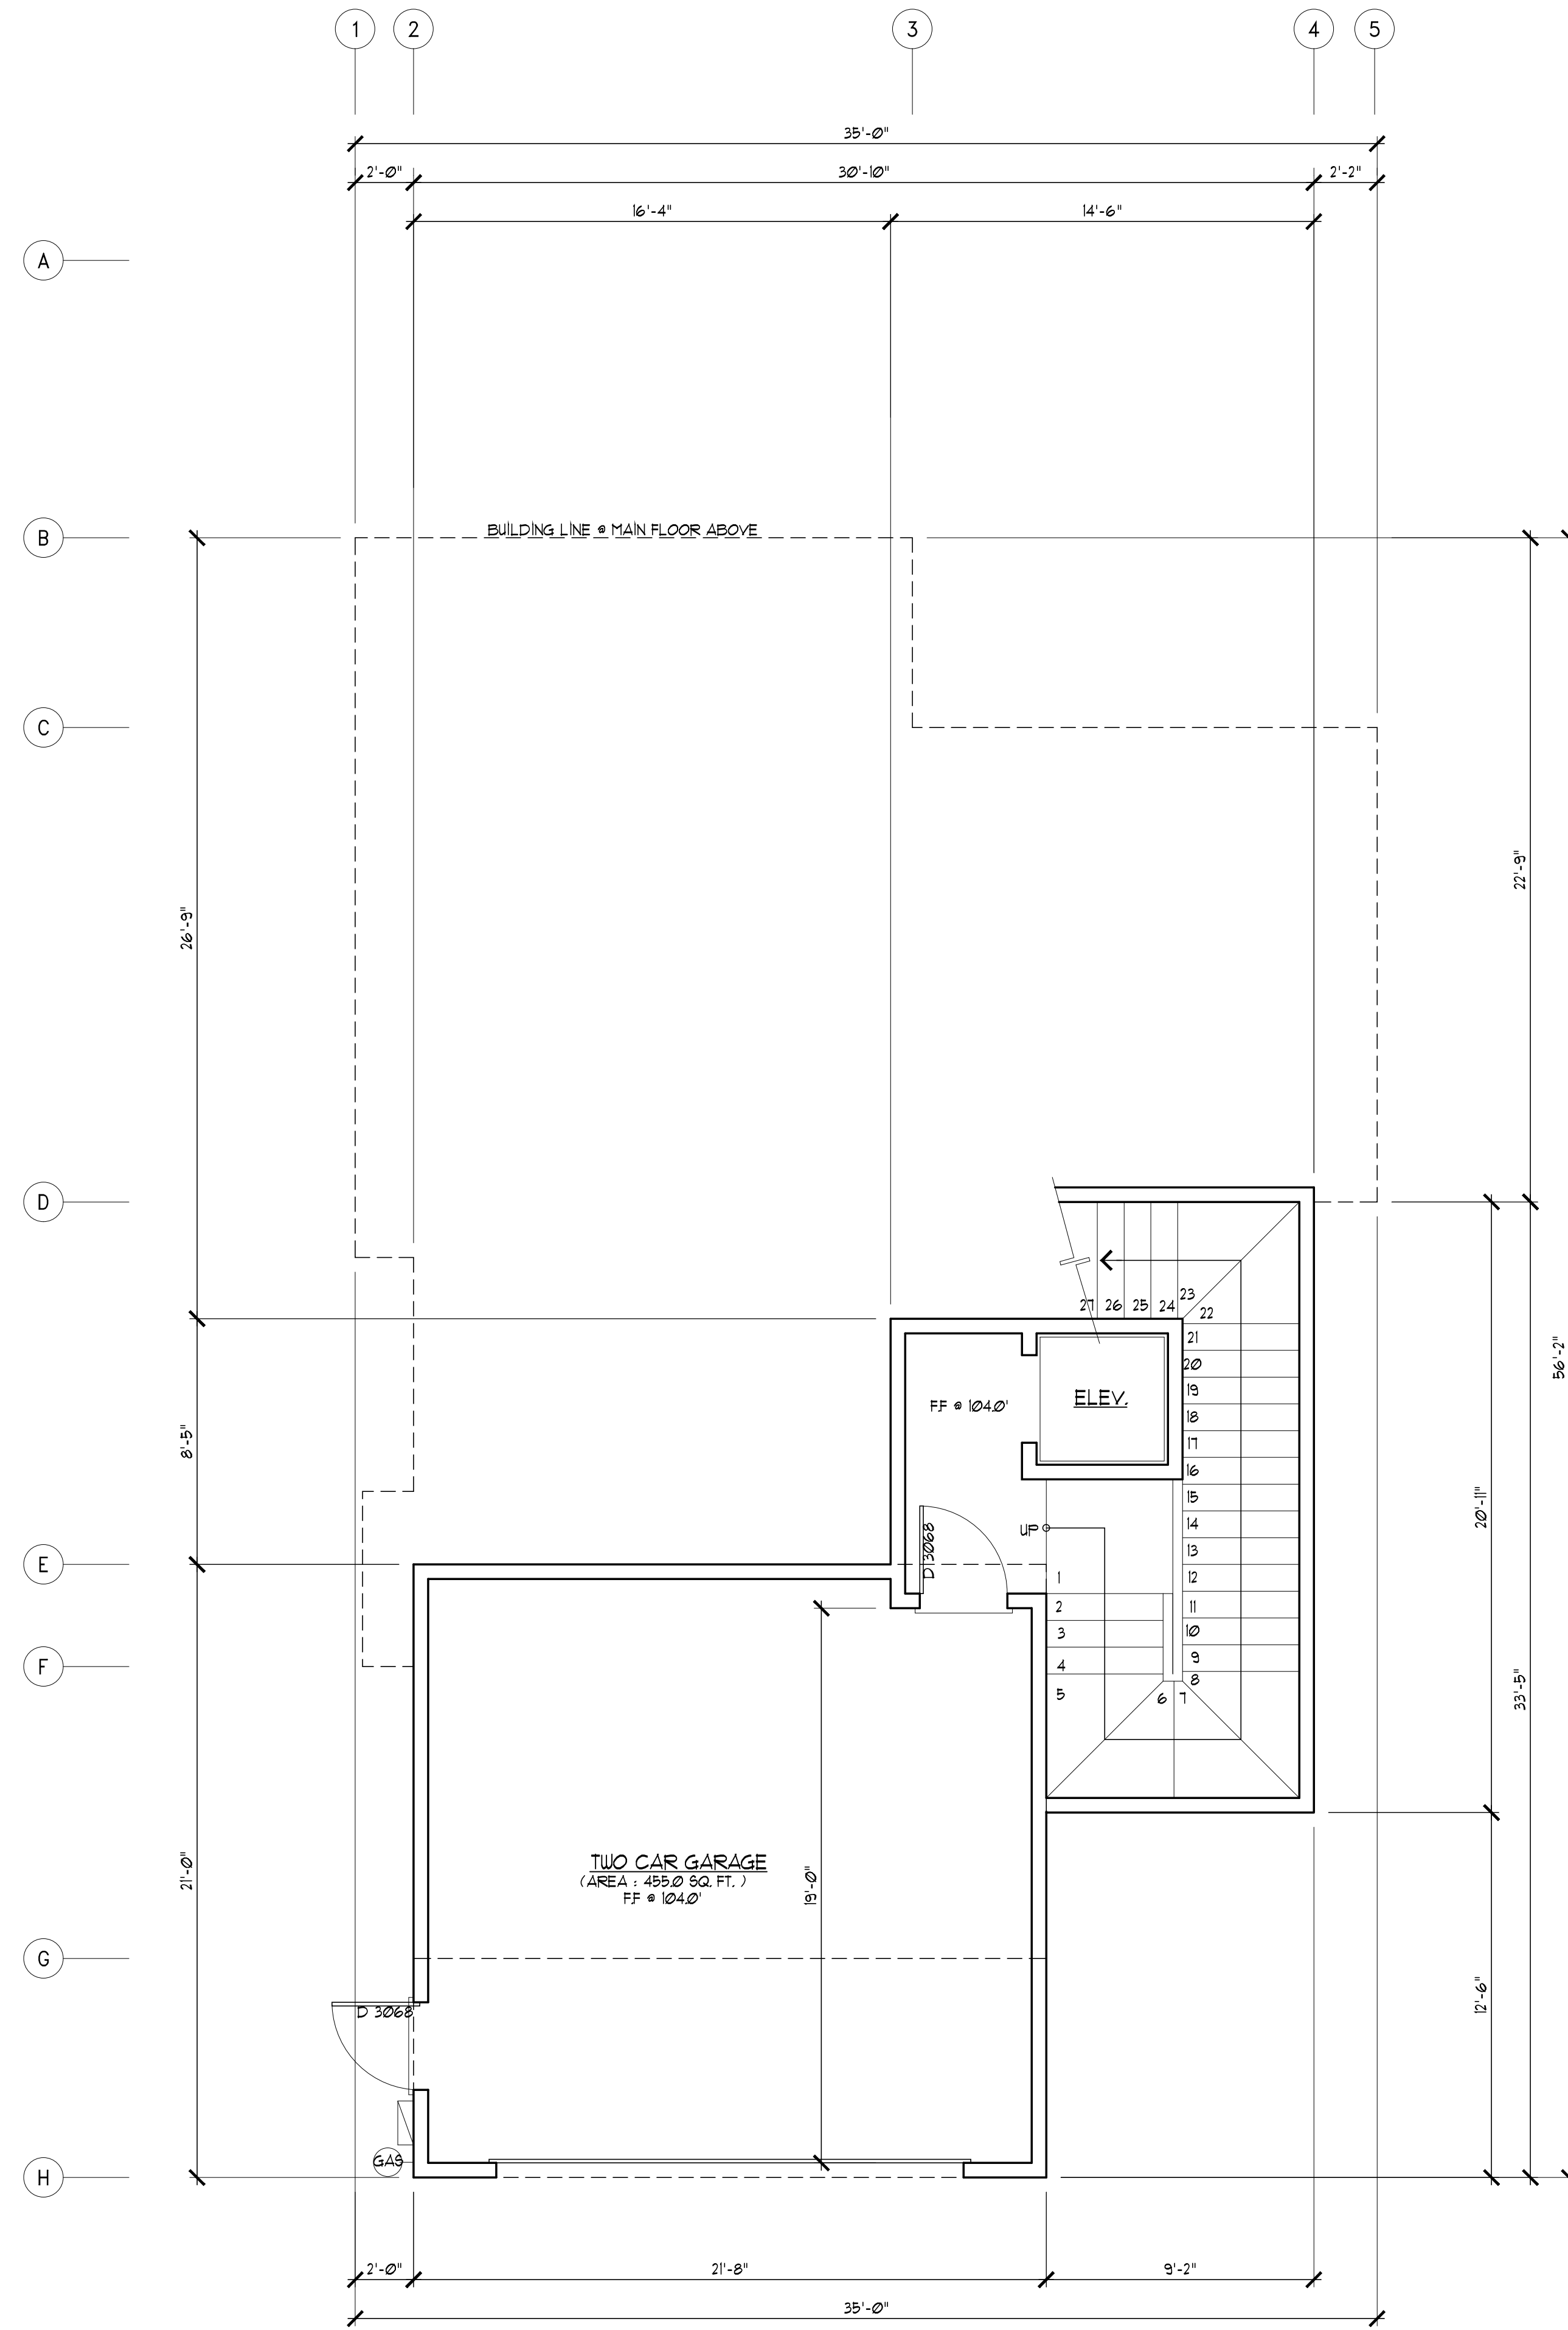 1 2 3 4 5
35'-0"
2'-0" 30'-10" 2'-2"
16'-4" 14'-6"
A
B
BUILDING LINE @ MAIN FLOOR ABOVE
C
22'-9"
26'-9"
D
27 26 25 24 23
22
21
20
19
18
17
16
15
14
13
12
11
10
9
8
7
6
ELEV.
F.F @ 104.0'
56'-2"
8'-5"
20'-11"
D 3068
UP
E
1
2
3
4
5
F
33'-5"
TWO CAR GARAGE
(AREA : 455.0 SQ. FT. )
F.F @ 104.0'
19'-0"
21'-0"
G
12'-6"
D 3068
GAS
H
2'-0" 21'-8" 9'-2"
35'-0"